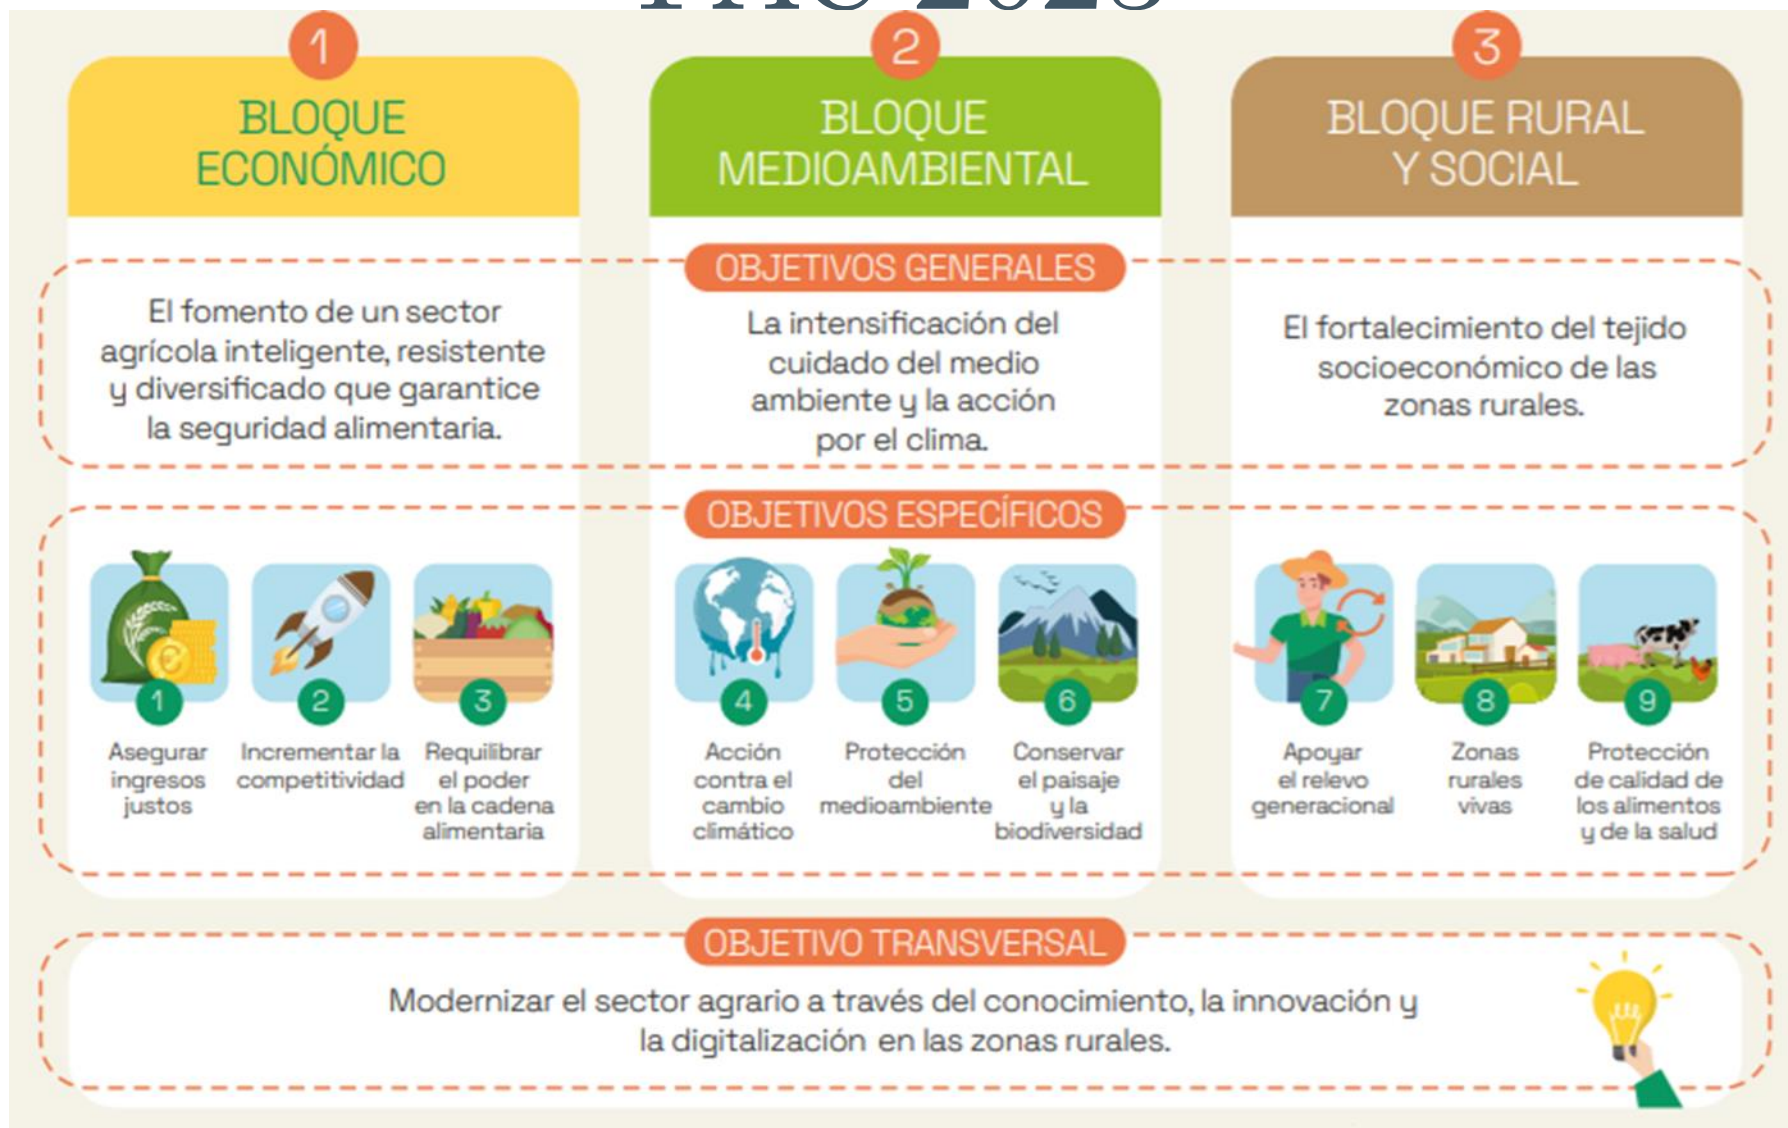 PAC 2023
1
BLOQUE
ECONÓMICO
2
BLOQUE
MEDIOAMBIENTAL
3
BLOQUE RURAL
Y SOCIAL
OBJETIVOS GENERALES
El fomento de un sector
agrícola inteligente, resistente
y diversificado que garantice
la seguridad alimentaria.
La intensificación del
cuidado del medio
ambiente y la acción
por el clima.
El fortalecimiento del tejido
socioeconómico de las
zonas rurales.
OBJETIVOS ESPECÍFICOS
1
Asegurar
ingresos
justos
2
Incrementar la
competitividad
3
Requilibrar
el poder
en la cadena
alimentaria
4
Acción
contra el
cambio
climático
5
Protección
del
medioambiente
6
Conservar
el paisaje
y la
biodiversidad
7
Apoyar
el relevo
generacional
8
Zonas
rurales
vivas
9
Protección
de calidad de
los alimentos
y de la salud
OBJETIVO TRANSVERSAL
Modernizar el sector agrario a través del conocimiento, la innovación y
la digitalización en las zonas rurales.